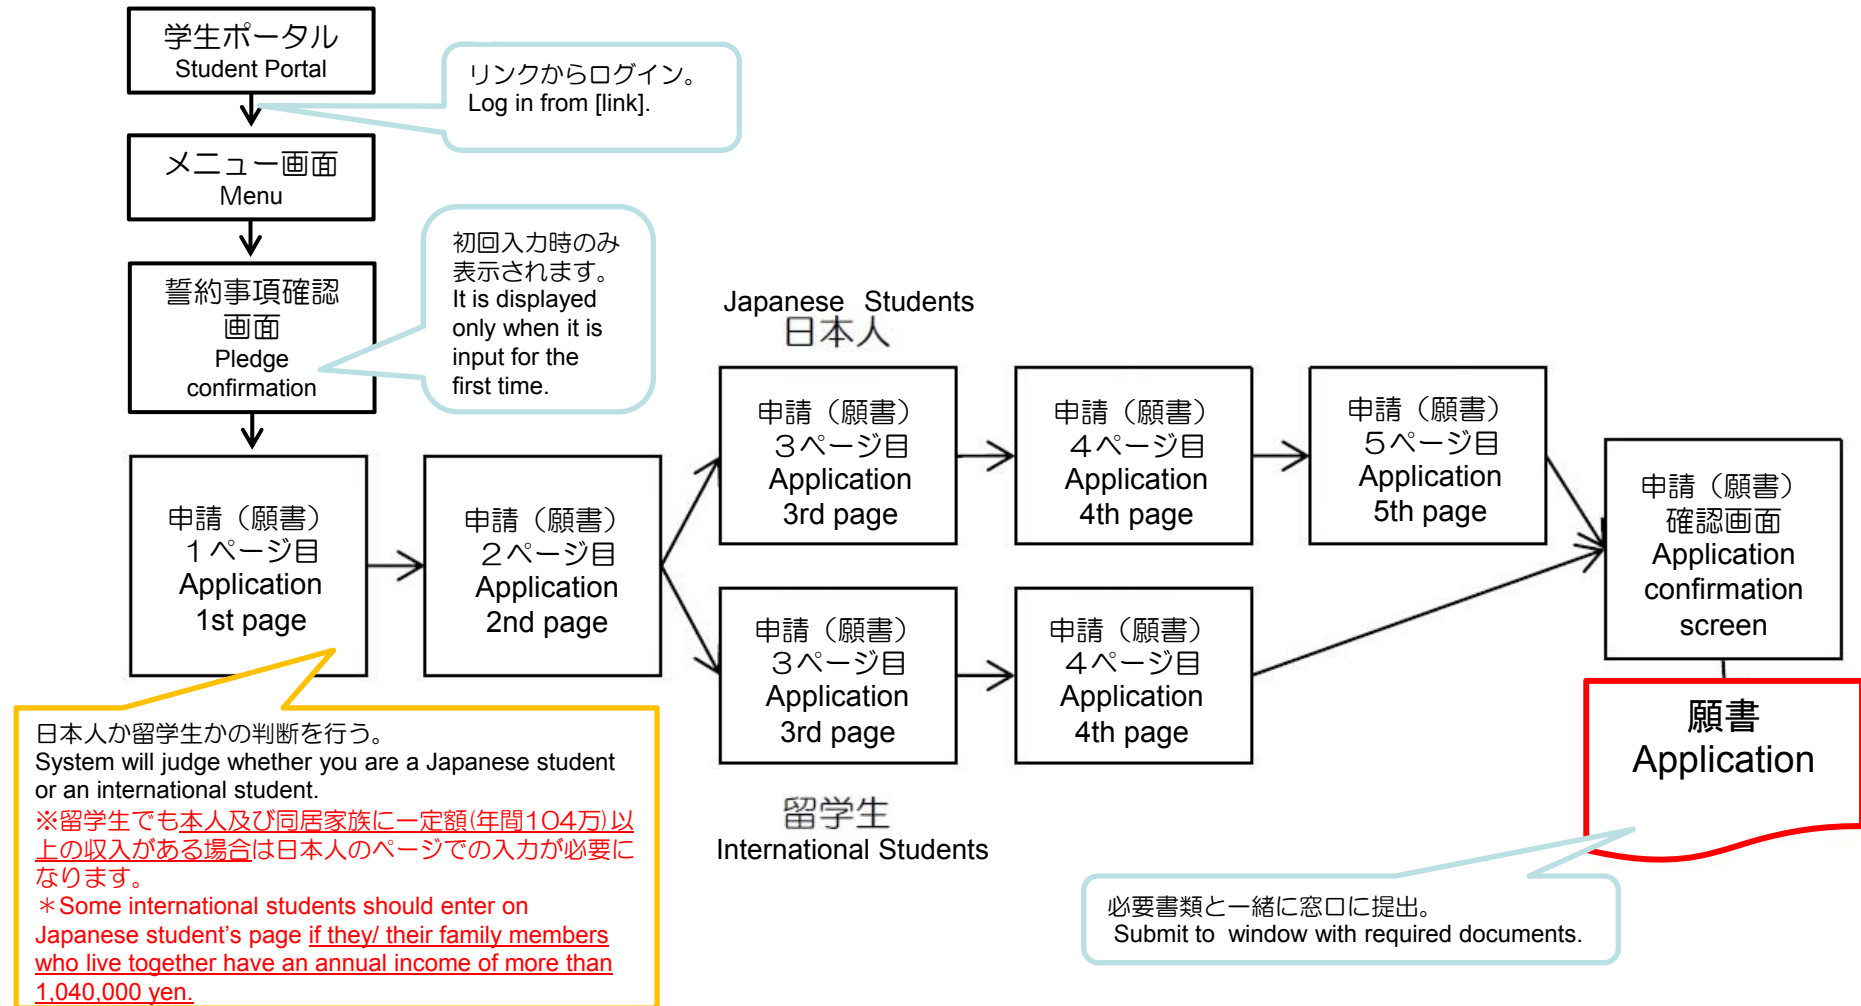 学生ポータル
Student Portal
リンクからログイン。
Log in from [link].
メニュー画面
Menu
初回入力時のみ
表示されます。
It is displayed
only when it is
input for the
first time.
誓約事項確認
画面
Pledge
confirmation
Japanese Students
日本人
申請（願書）
３ページ目
Application
3rd page
申請（願書）
４ページ目
Application
4th page
申請（願書）
５ページ目
Application
5th page
申請（願書）
１ページ目
Application
1st page
申請（願書）
２ページ目
Application
2nd page
申請（願書）
３ページ目
Application
3rd page
申請（願書）
４ページ目
Application
4th page
留学生
International Students
申請（願書）
確認画面
Application
confirmation
screen
願書
Application
日本人か留学生かの判断を行う。
System will judge whether you are a Japanese student
or an international student.
※留学生でも本人及び同居家族に一定額(年間104万)以
上の収入がある場合は日本人のページでの入力が必要に
なります。
＊Some international students should enter on
Japanese student's page if they/ their family members
who live together have an annual income of more than
1,040,000 yen.
必要書類と一緒に窓口に提出。
Submit to window with required documents.